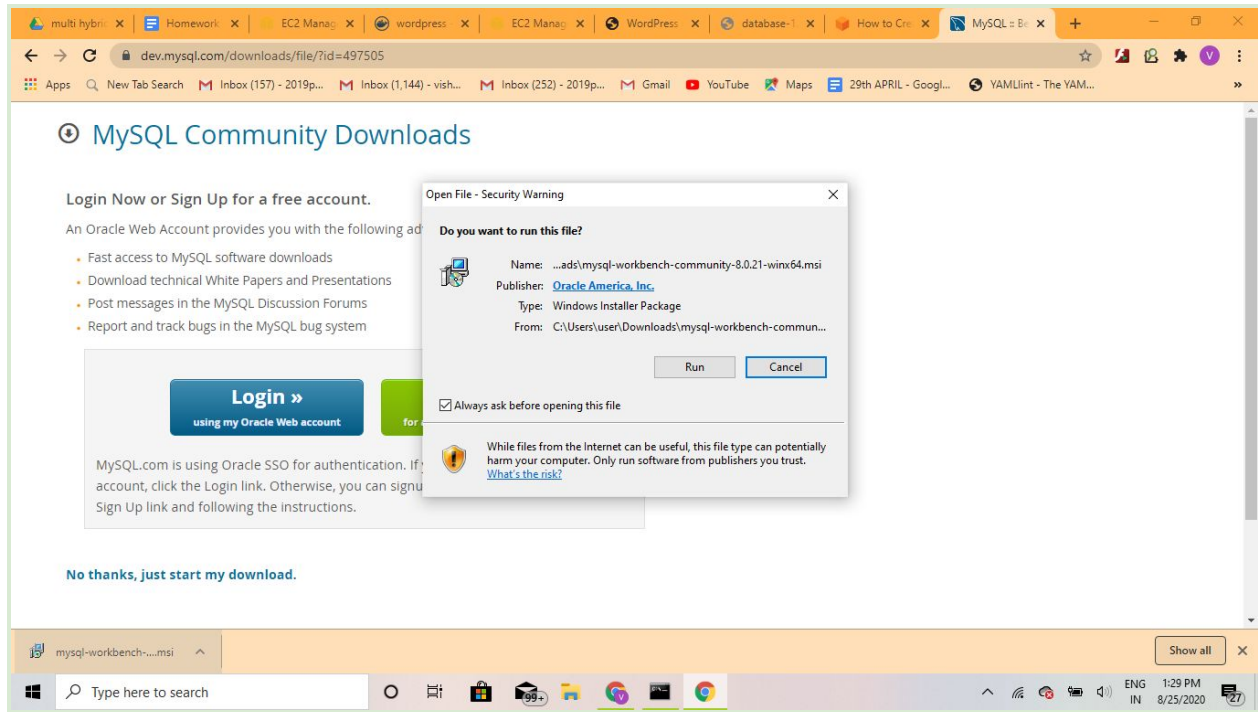 multi hybric
Homework
EC2 Manag
wordpress
EC2 Manag
WordPress
database-1
How to Cre
MySQL :: Be
dev.mysql.com/downloads/file/?id=497505
V
Apps
New Tab Search
Inbox (157) - 2019p...
Inbox (1,144) - vish...
Inbox (252) - 2019p...
Gmail
YouTube
Maps
29th APRIL - Googl...
YAMLlint - The YAM...
»
MySQL Community Downloads
Login Now or Sign Up for a free account.
An Oracle Web Account provides you with the following ad
• Fast access to MySQL software downloads
• Download technical White Papers and Presentations
• Post messages in the MySQL Discussion Forums
• Report and track bugs in the MySQL bug system
Login »
using my Oracle Web account
for
MySQL.com is using Oracle SSO for authentication. If
account, click the Login link. Otherwise, you can signu
Sign Up link and following the instructions.
No thanks, just start my download.
Open File - Security Warning
Do you want to run this file?
Name: ...ads\mysql-workbench-community-8.0.21-winx64.msi
Publisher: Oracle America, Inc.
Type: Windows Installer Package
From: C:\Users\user\Downloads\mysql-workbench-commun...
Run
Cancel
Always ask before opening this file
While files from the Internet can be useful, this file type can potentially
harm your computer. Only run software from publishers you trust.
What's the risk?
mysql-workbench-....msi
Show all
Type here to search
99+
ENG
IN
1:29 PM
8/25/2020
27